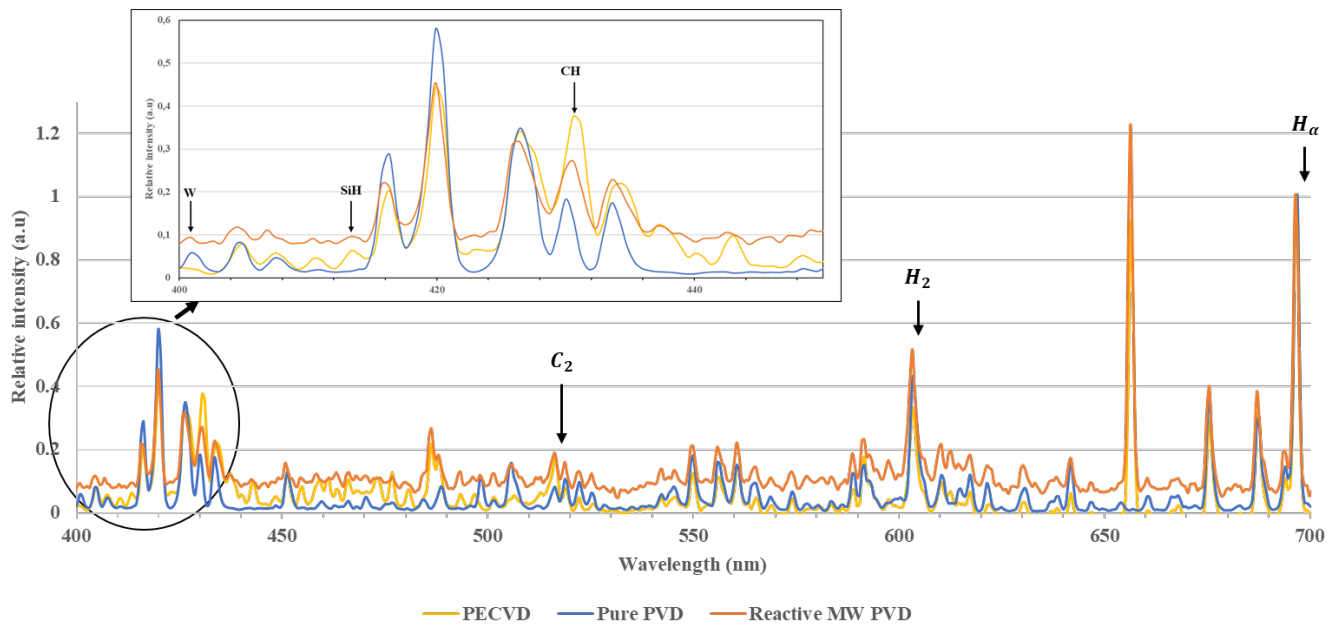 0,6
0,5
0,4
0,3
0,2
0,1
0
Relative intensity (a.u)
W
SiH
CH
400
420
440
1.2
1
0.8
0.6
0.4
0.2
0
Relative intensity (a.u)
C₂
H₂
Hα
400
450
500
550
600
650
700
Wavelength (nm)
PECVD Pure PVD Reactive MW PVD